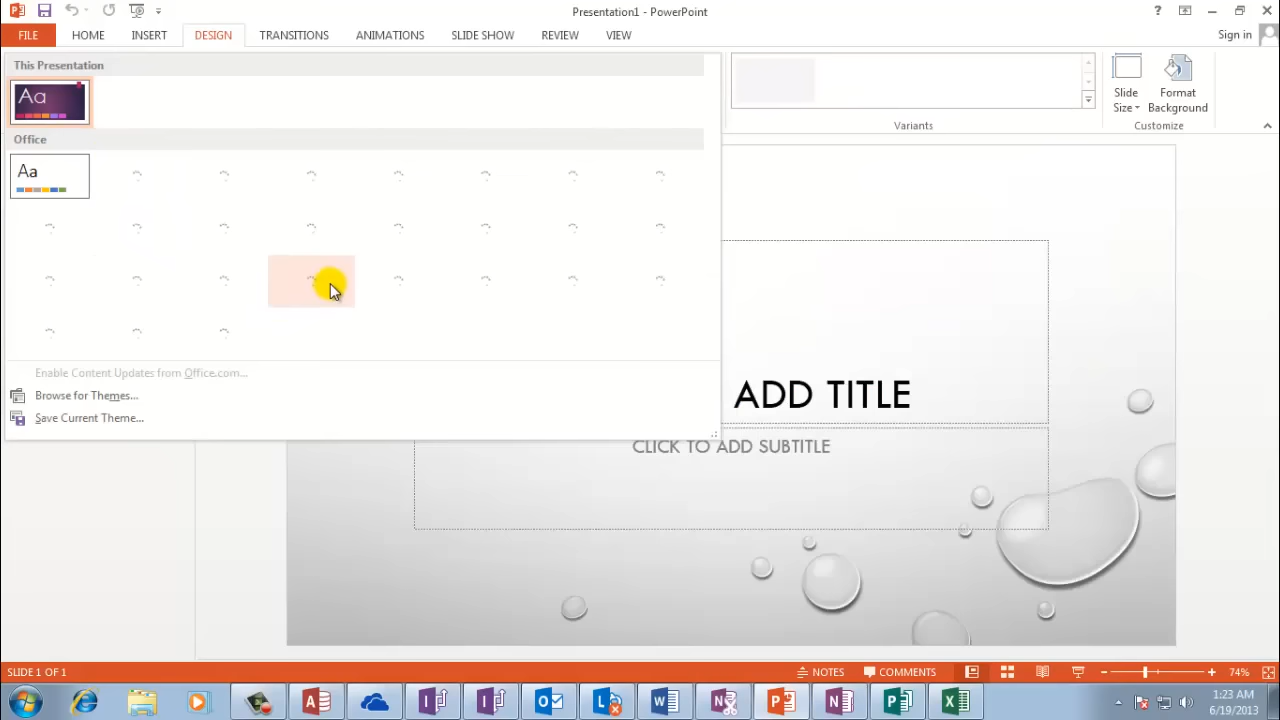 Presentation1 - PowerPoint
?
FILE HOME INSERT DESIGN TRANSITIONS ANIMATIONS SLIDE SHOW REVIEW VIEW Sign in
This Presentation
Aa
Office
Aa
Enable Content Updates from Office.com...
Browse for Themes...
Save Current Theme...
Variants
Slide
Size
Format
Background
Customize
ADD TITLE
CLICK TO ADD SUBTITLE
SLIDE 1 OF 1 NOTES COMMENTS 74%
1:23 AM
6/19/2013